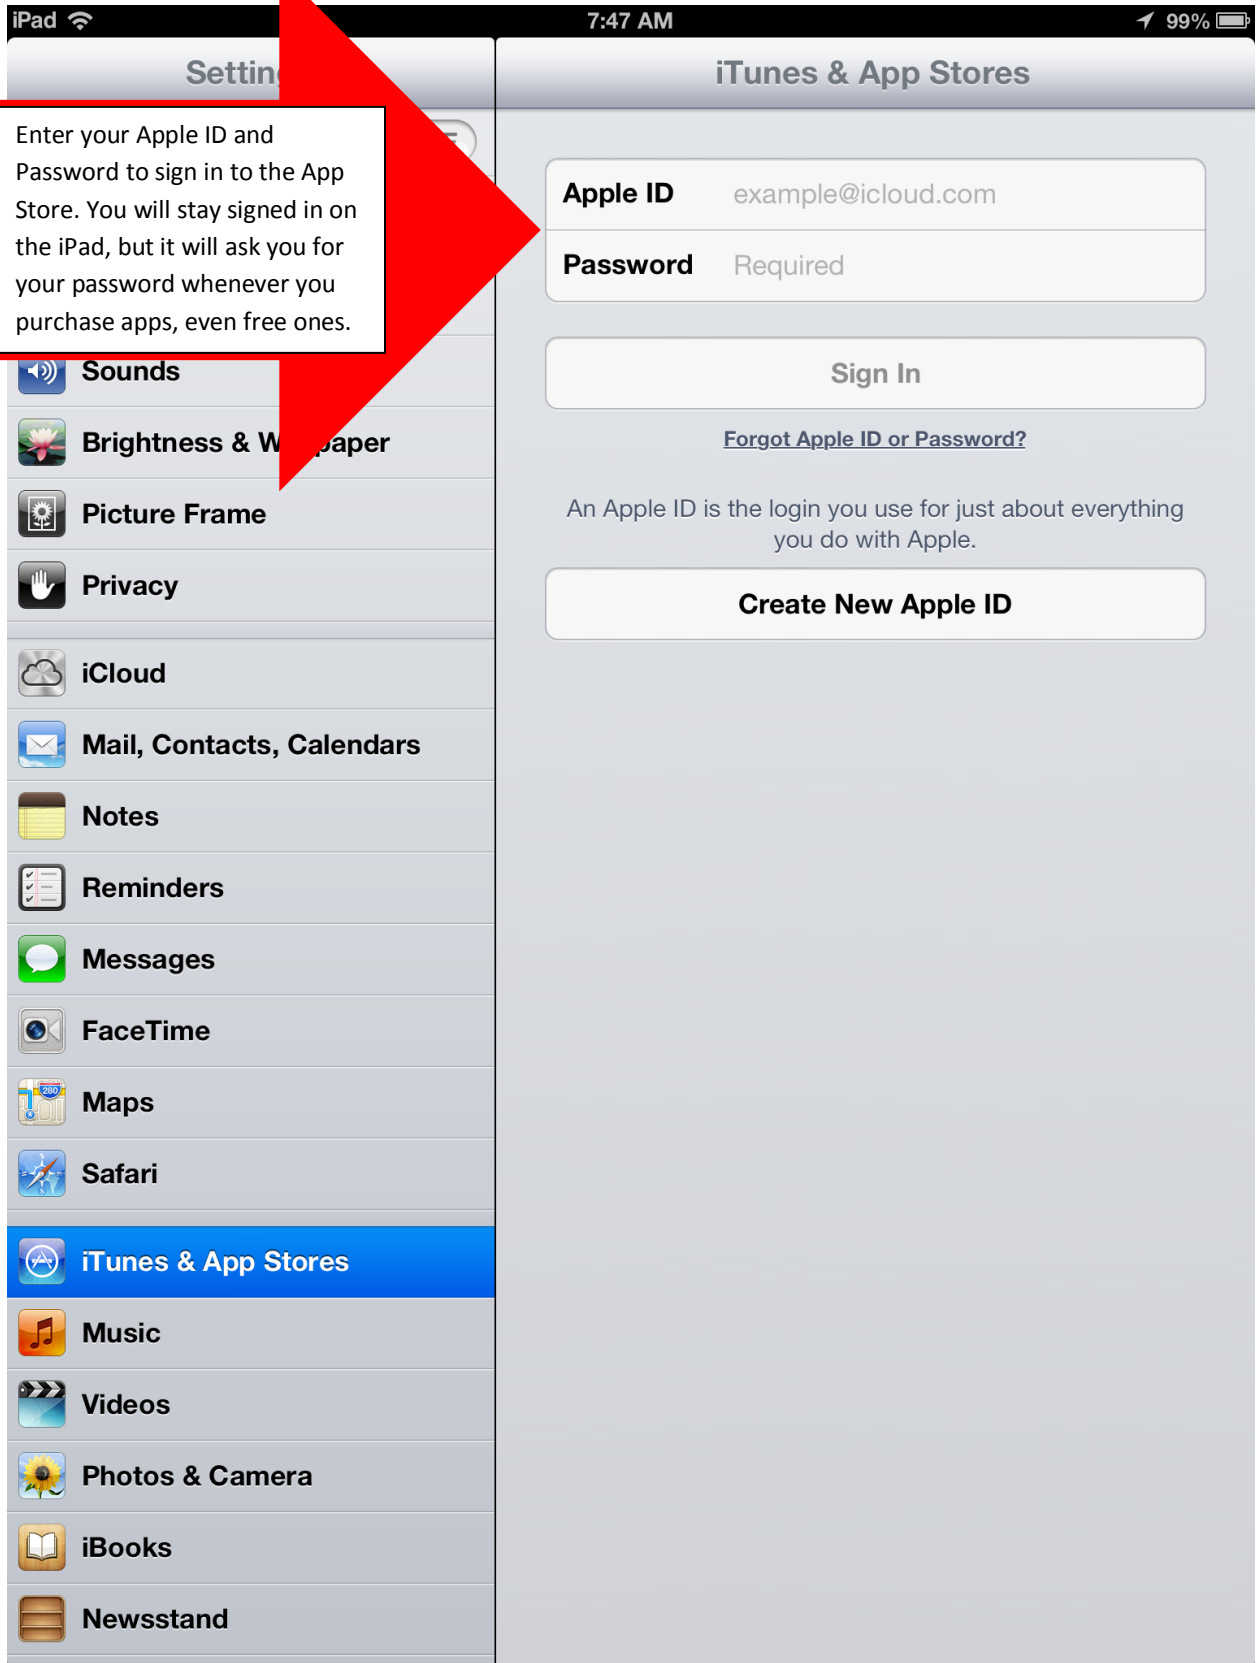 iPad
7:47 AM
99%
iTunes & App Stores
Enter your Apple ID and
Password to sign in to the App
Store. You will stay signed in on
the iPad, but it will ask you for
your password whenever you
purchase apps, even free ones.
Sounds
Brightness &
Picture Frame
Privacy
iCloud
Mail, Contacts, Calendars
Notes
Reminders
Messages
FaceTime
280
Maps
Safari
iTunes & App Stores
Music
Videos
Photos & Camera
iBooks
Newsstand
Apple ID example@icloud.com
Password Required
Sign In
Forgot Apple ID or Password?
An Apple ID is the login you use for just about everything
you do with Apple.
Create New Apple ID